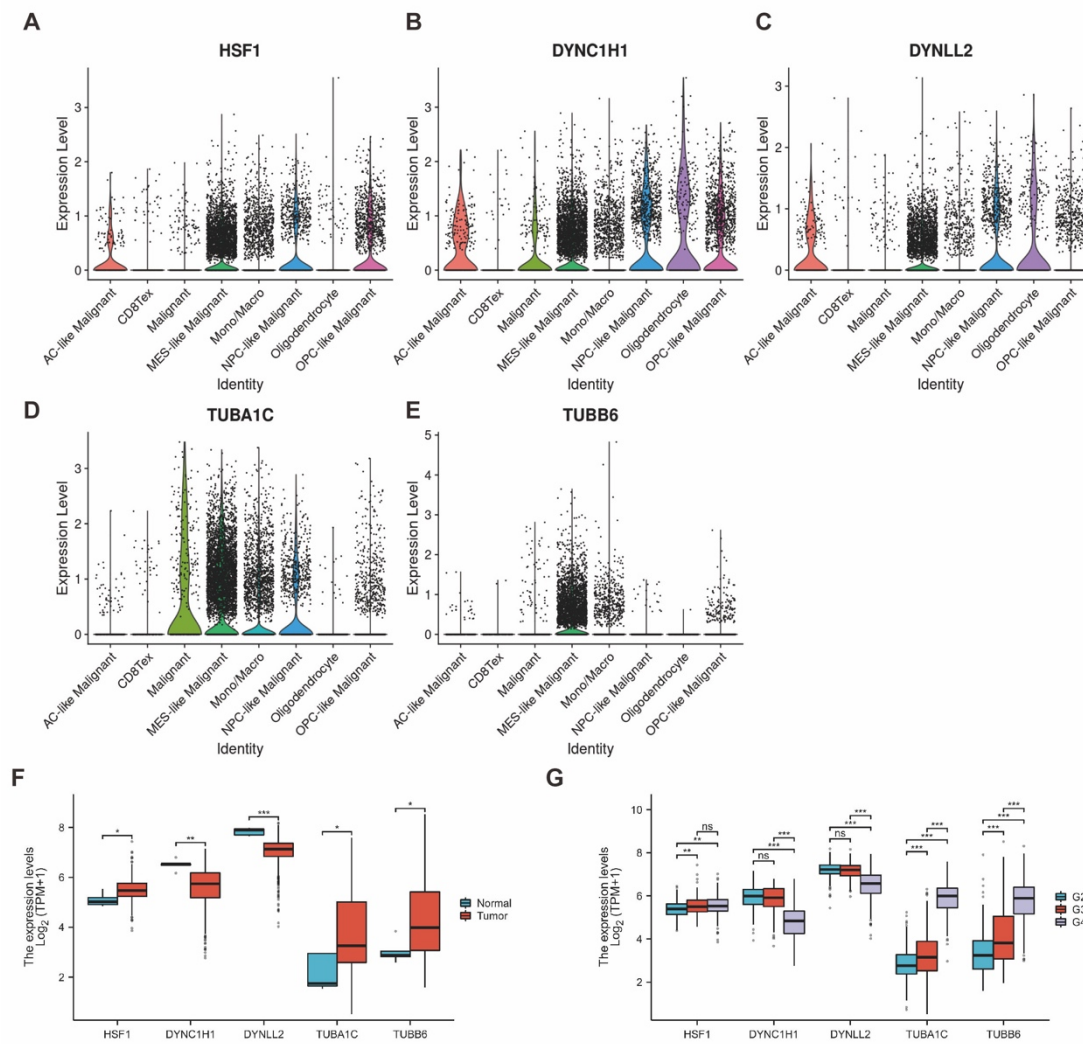 A
HSF1
Expression Level
3
2
1
0
AC-like Malignant
CD8Tex
Malignant
MES-like Malignant
Mono/Macro
NPC-like Malignant
Oligodendrocyte
OPC-like Malignant
Identity
B
DYNC1H1
Expression Level
3
2
1
0
AC-like Malignant
CD8Tex
Malignant
MES-like Malignant
Mono/Macro
NPC-like Malignant
Oligodendrocyte
OPC-like Malignant
Identity
C
DYNLL2
Expression Level
3
2
1
0
AC-like Malignant
CD8Tex
Malignant
MES-like Malignant
Mono/Macro
NPC-like Malignant
Oligodendrocyte
OPC-like Malignant
Identity
D
TUBA1C
Expression Level
3
2
1
0
AC-like Malignant
CD8Tex
Malignant
MES-like Malignant
Mono/Macro
NPC-like Malignant
Oligodendrocyte
OPC-like Malignant
Identity
E
TUBB6
Expression Level
5
4
3
2
1
0
AC-like Malignant
CD8Tex
Malignant
MES-like Malignant
Mono/Macro
NPC-like Malignant
Oligodendrocyte
OPC-like Malignant
Identity
F
The expression levels
Log2 (TPM+1)
8
6
4
2
* ** *** * *
HSF1 DYNC1H1 DYNLL2 TUBA1C TUBB6
Normal
Tumor
G
The expression levels
Log2 (TPM+1)
10
8
6
4
2
ns
**
**
***
***
ns
***
***
ns
***
***
***
***
***
***
HSF1 DYNC1H1 DYNLL2 TUBA1C TUBB6
G2
G3
G4